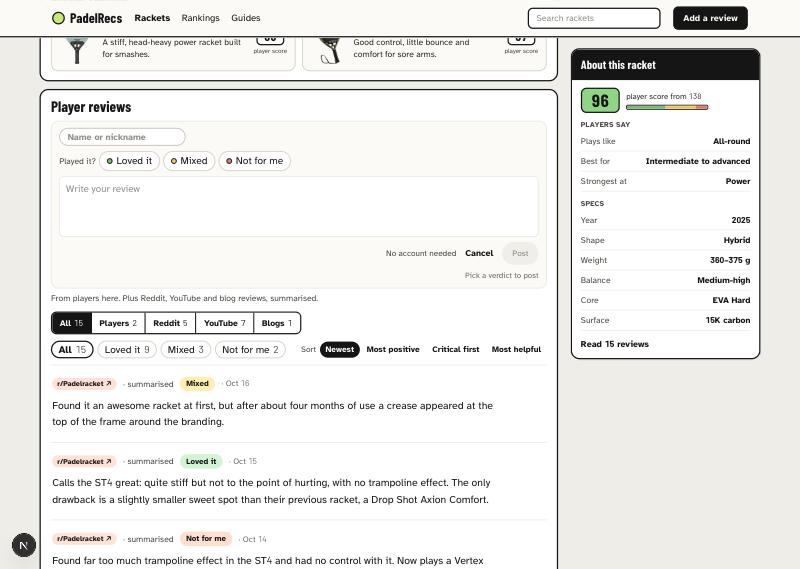 PadelRecs Rackets Rankings Guides Search rackets Add a review
A stiff, head-heavy power racket built
for smashes.
player score
Good control, little bounce and
comfort for sore arms.
player score
Player reviews
Name or nickname
Played it? Loved it Mixed Not for me
Write your review
No account needed Cancel Post
Pick a verdict to post
From players here. Plus Reddit, YouTube and blog reviews, summarised.
All 15 Players 2 Reddit 5 YouTube 7 Blogs 1
All 15 Loved it 9 Mixed 3 Not for me 2 Sort Newest Most positive Critical first Most helpful
r/Padelracket ↗ · summarised Mixed · Oct 16
Found it an awesome racket at first, but after about four months of use a crease appeared at the
top of the frame around the branding.
r/Padelracket ↗ · summarised Loved it · Oct 15
Calls the ST4 great: quite stiff but not to the point of hurting, with no trampoline effect. The only
drawback is a slightly smaller sweet spot than their previous racket, a Drop Shot Axion Comfort.
r/Padelracket ↗ · summarised Not for me · Oct 14
Found far too much trampoline effect in the ST4 and had no control with it. Now plays a Vertex
About this racket
96 player score from 138
PLAYERS SAY
Plays like All-round
Best for Intermediate to advanced
Strongest at Power
SPECS
Year 2025
Shape Hybrid
Weight 360–375 g
Balance Medium-high
Core EVA Hard
Surface 15K carbon
Read 15 reviews
N